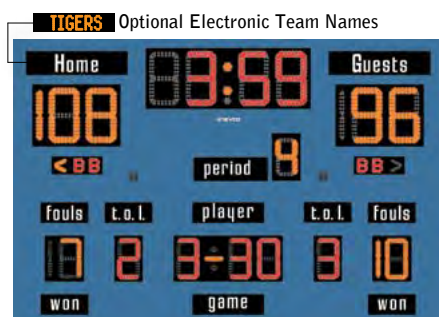 TIGERS Optional Electronic Team Names
Home 3:59 Guests
108 96
<BB period 4 BB>
fouls t.o.l. player t.o.l. fouls
7 2 3-30 3 10
won game won